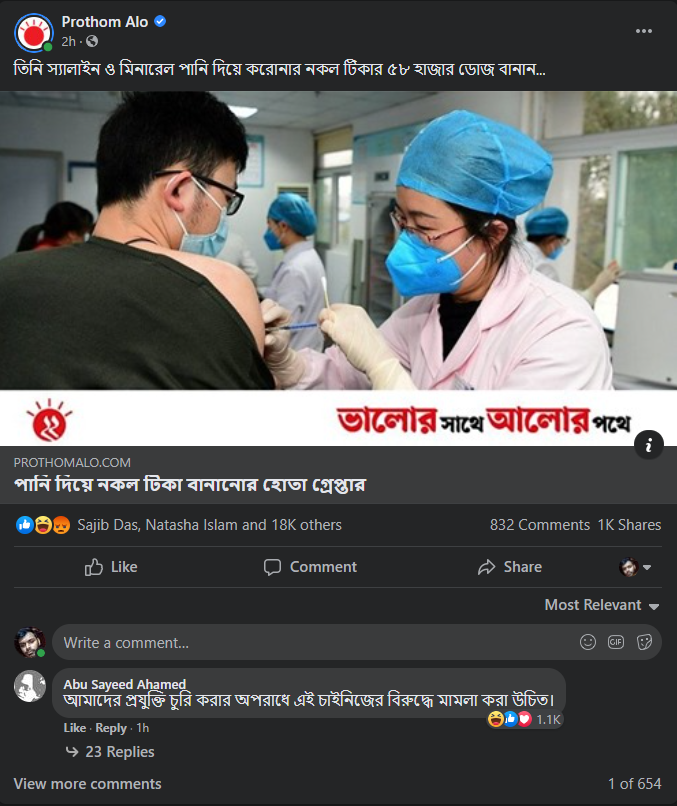 Prothom Alo
2h ·
তিনি স্যালাইন ও মিনারেল পানি দিয়ে করোনার নকল টিকার ৫৮ হাজার ডোজ বানান...
ভালোর সাথে আলোর পথে
PROTHOMALO.COM
পানি দিয়ে নকল টিকা বানানোর হোতা গ্রেপ্তার
Sajib Das, Natasha Islam and 18K others 832 Comments 1K Shares
Like Comment Share
Most Relevant
Write a comment...
GIF
Abu Sayeed Ahamed
আমাদের প্রযুক্তি চুরি করার অপরাধে এই চাইনিজের বিরুদ্ধে মামলা করা উচিত।
1.1K
Like · Reply · 1h
23 Replies
View more comments 1 of 654